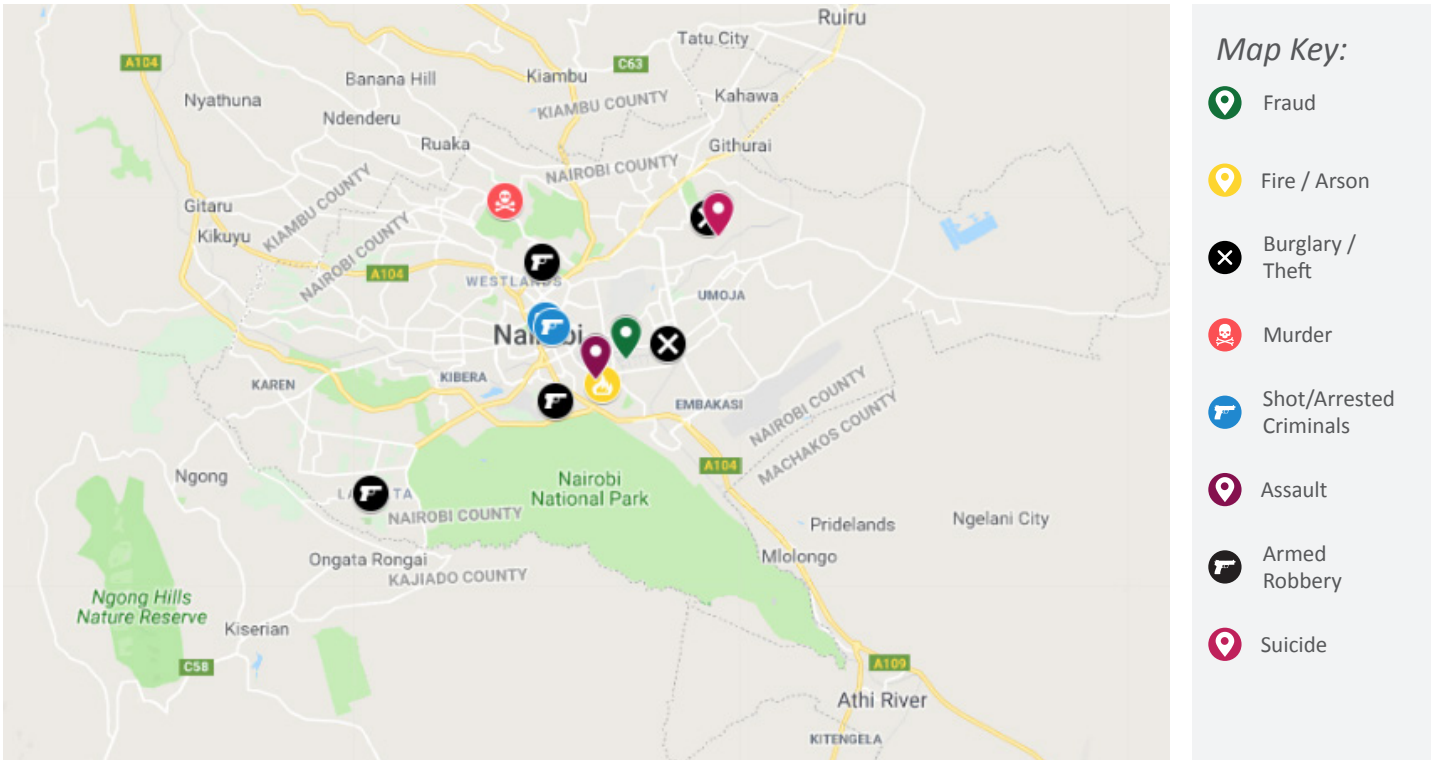 Ruiru
Tatu City
A104
C63
Banana Hill
Kiambu
Nyathuna
KIAMBU COUNTY
Kahawa
Ndenderu
Ruaka
Githurai
NAIROBI COUNTY
KIAMBU COUNTY
Gitaru
Kikuyu
NAIROBI COUNTY
A104
WESTLANDS
UMOJA
Nairobi
KAREN
KIBERA
EMBAKASI
NAIROBI COUNTY
MACHAKOS COUNTY
A104
Ngong
Nairobi
National Park
NAIROBI COUNTY
Pridelands
Ngelani City
Ongata Rongai
KAJIADO COUNTY
Mlolongo
Ngong Hills
Nature Reserve
Kiserian
C58
A109
Athi River
KITENGELA
Map Key:
Fraud
Fire / Arson
Burglary /
Theft
Murder
Shot/Arrested
Criminals
Assault
Armed
Robbery
Suicide